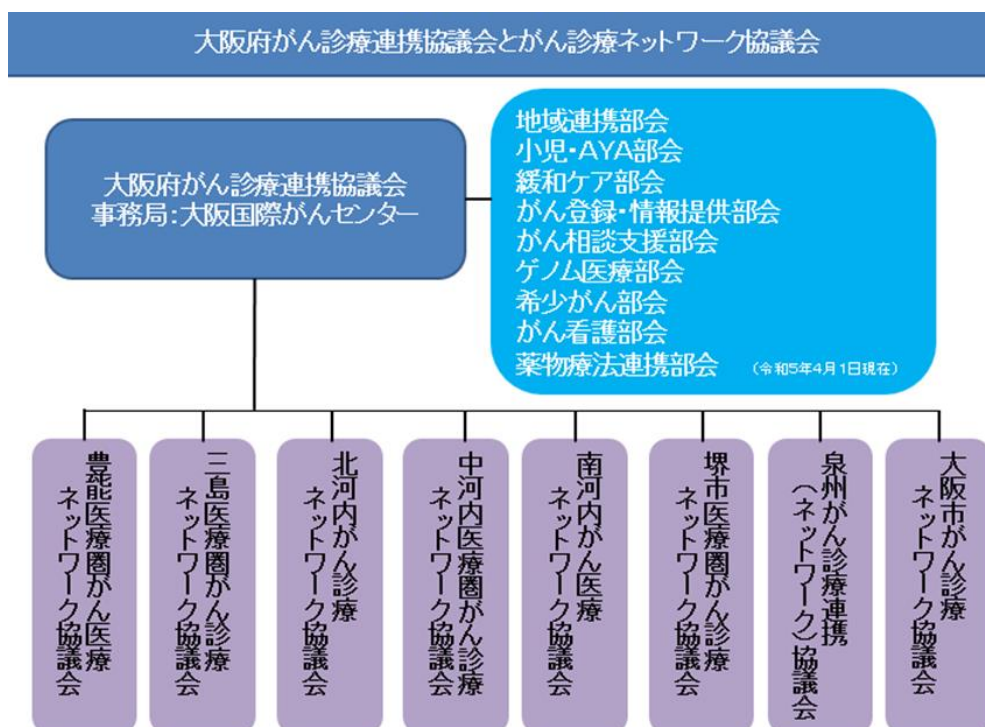 大阪府がん診療連携協議会とがん診療ネットワーク協議会
大阪府がん診療連携協議会
事務局:大阪国際がんセンター
地域連携部会
小児・AYA部会
緩和ケア部会
がん登録・情報提供部会
がん相談支援部会
ゲノム医療部会
希少がん部会
がん看護部会
薬物療法連携部会 (令和5年4月1日現在)
豊能医療圏がん医療
ネットワーク協議会
三島医療圏がん診療
ネットワーク協議会
北河内がん診療
ネットワーク協議会
中河内医療圏がん診療
ネットワーク協議会
南河内がん医療
ネットワーク協議会
堺市医療圏がん診療
ネットワーク協議会
泉州がん診療連携
(ネットワーク)協議会
大阪市がん診療
ネットワーク協議会